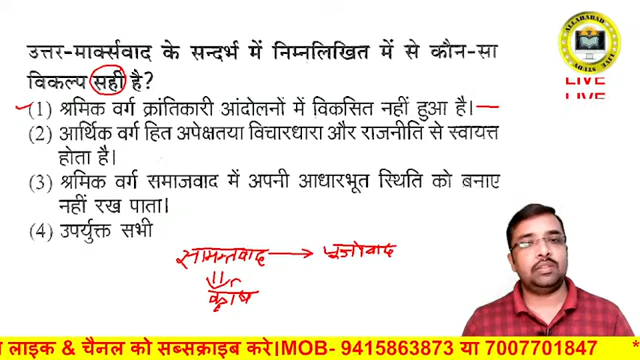 उत्तर-मार्क्सवाद के सन्दर्भ में निम्नलिखित में से कौन-सा
विकल्प सही है?
(1) श्रमिक वर्ग क्रांतिकारी आंदोलनों में विकसित नहीं हुआ है।
(2) आर्थिक वर्ग हित अपेक्षतया विचारधारा और राजनीति से स्वायत्त
होता है।
(3) श्रमिक वर्ग समाजवाद में अपनी आधारभूत स्थिति को बनाए
नहीं रख पाता।
(4) उपर्युक्त सभी
सामन्तवाद
ALLAHABAD
LIVE
LIVE
लाइक & चैनल को सब्सक्राइब करे।MOB- 9415863873 या 7007701847 *